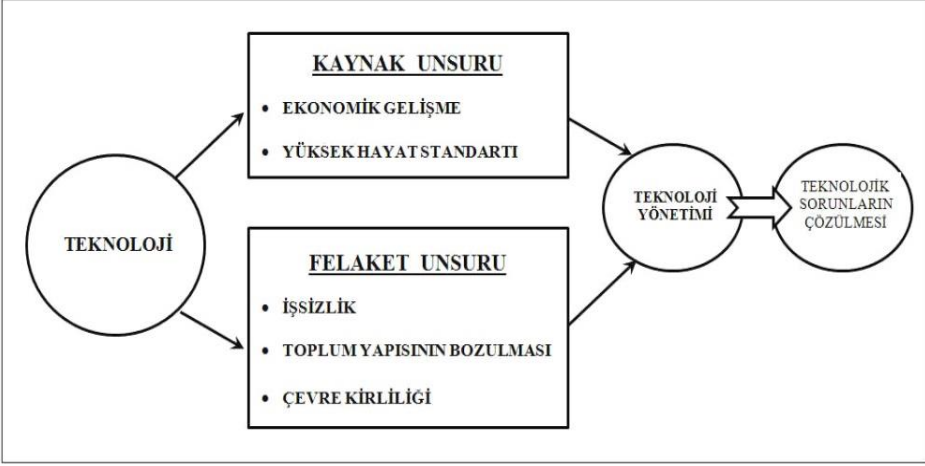 KAYNAK UNSURU
• EKONOMİK GELİŞME
• YÜKSEK HAYAT STANDARTI
TEKNOLOJİ
FELAKET UNSURU
• İŞSİZLİK
• TOPLUM YAPISININ BOZULMASI
• ÇEVRE KİRLİLİĞİ
TEKNOLOJİ
YÖNETİMİ
TEKNOLOJİK
SORUNLARIN
ÇÖZÜLMESİ